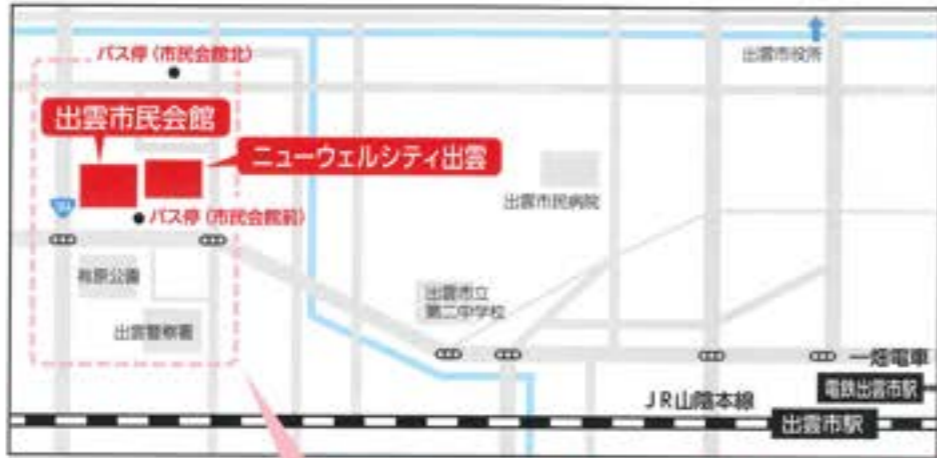 バス停（市民会館北）
出雲市役所
出雲市民会館
ニューウェルシティ出雲
出雲市民病院
バス停（市民会館前）
有原公園
出雲市立
第二中学校
出雲警察署
一畑電車
電鉄出雲市駅
JR山陰本線
出雲市駅